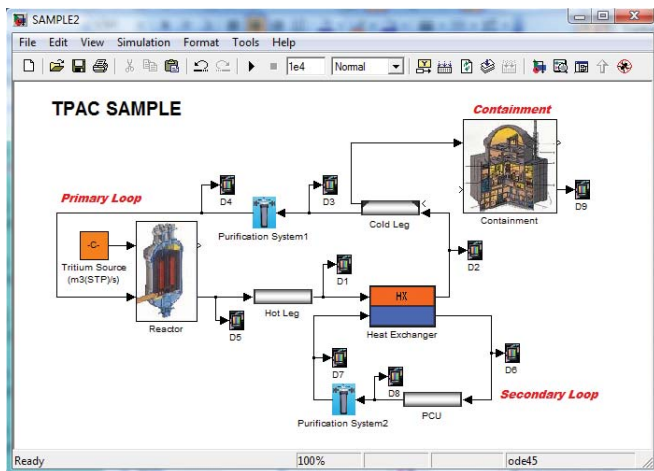 SAMPLE2
File Edit View Simulation Format Tools Help
1e4
Normal
TPAC SAMPLE
Containment
D4
D3
D9
Primary Loop
Purification System1
Cold Leg
Containment
-C-
Tritium Source
(m3(STP)/s)
D1
D2
HX
Reactor
D5
Hot Leg
Heat Exchanger
D7
D8
D6
Secondary Loop
Purification System2
PCU
Ready
100%
ode45